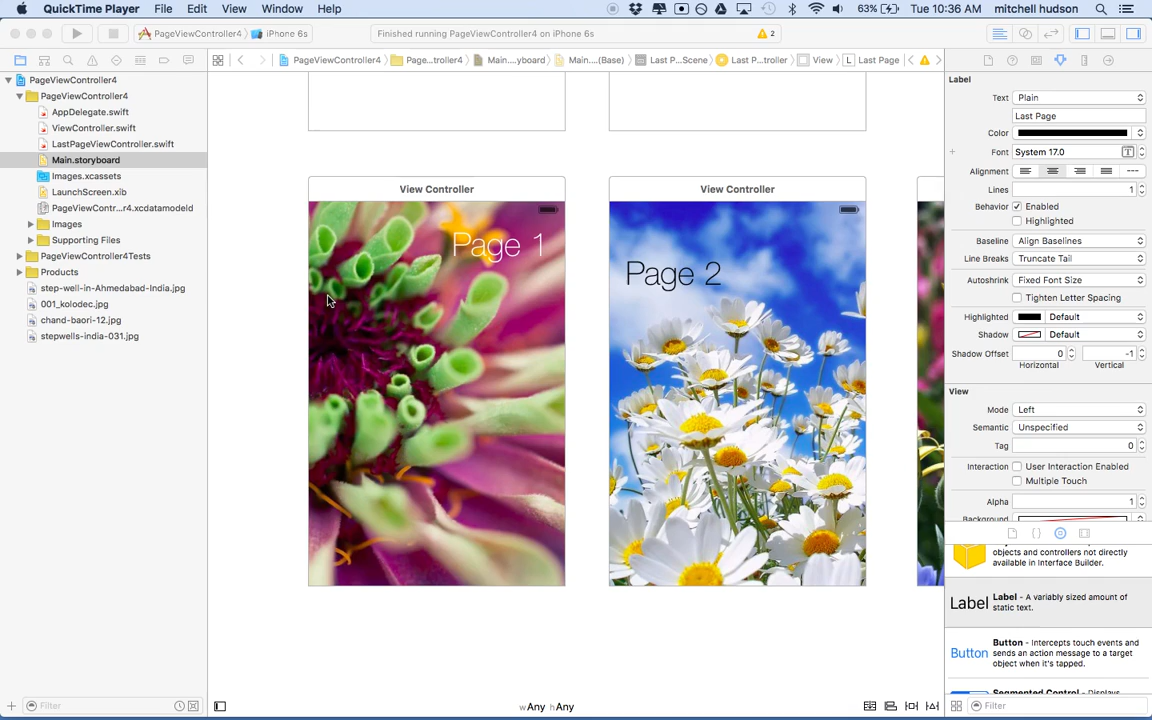 QuickTime Player File Edit View Window Help 63% Tue 10:36 AM mitchell hudson
PageViewController4 iPhone 6s Finished running PageViewController4 on iPhone 6s 2
PageViewController4 Page...troller4 Main....yboard Main....(Base) Last P...Scene Last P...troller View L Last Page
PageViewController4
PageViewController4
AppDelegate.swift
ViewController.swift
LastPageViewController.swift
Main.storyboard
Images.xcassets
LaunchScreen.xib
PageViewContr...r4.xcdatamodeld
Images
Supporting Files
PageViewController4Tests
Products
step-well-in-Ahmedabad-India.jpg
001_kolodec.jpg
chand-baori-12.jpg
stepwells-india-031.jpg
Filter
View Controller
Page 1
View Controller
Page 2
wAny hAny
Label
Text Plain
Last Page
Color
Font System 17.0 T
Alignment
Lines 1
Behavior Enabled
Highlighted
Baseline Align Baselines
Line Breaks Truncate Tail
Autoshrink Fixed Font Size
Tighten Letter Spacing
Highlighted Default
Shadow Default
Shadow Offset 0 -1
Horizontal Vertical
View
Mode Left
Semantic Unspecified
Tag 0
Interaction User Interaction Enabled
Multiple Touch
Alpha 1
Background
objects and controllers not directly
available in Interface Builder.
Label Label - A variably sized amount of
static text.
Button Button - Intercepts touch events and
sends an action message to a target
object when it's tapped.
Segmented Control - Displays
Filter